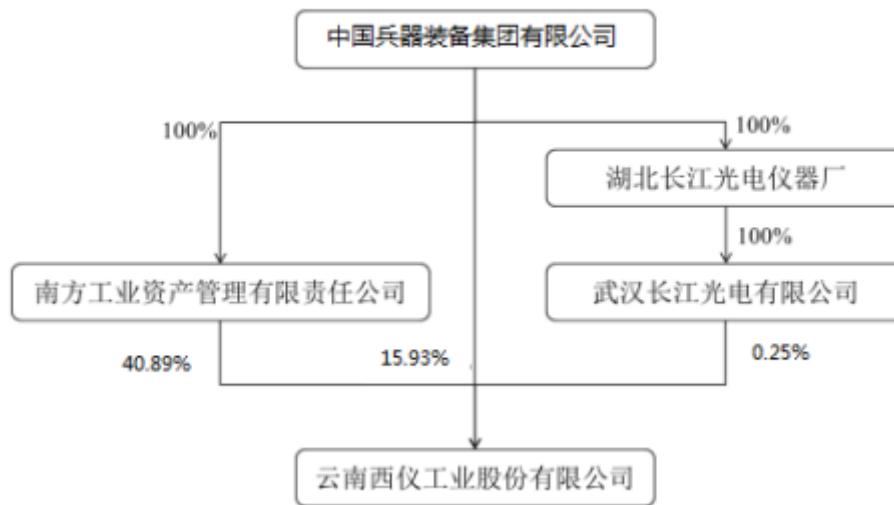 中国兵器装备集团有限公司
100%
100%
湖北长江光电仪器厂
100%
南方工业资产管理有限责任公司
武汉长江光电有限公司
40.89%
15.93%
0.25%
云南西仪工业股份有限公司